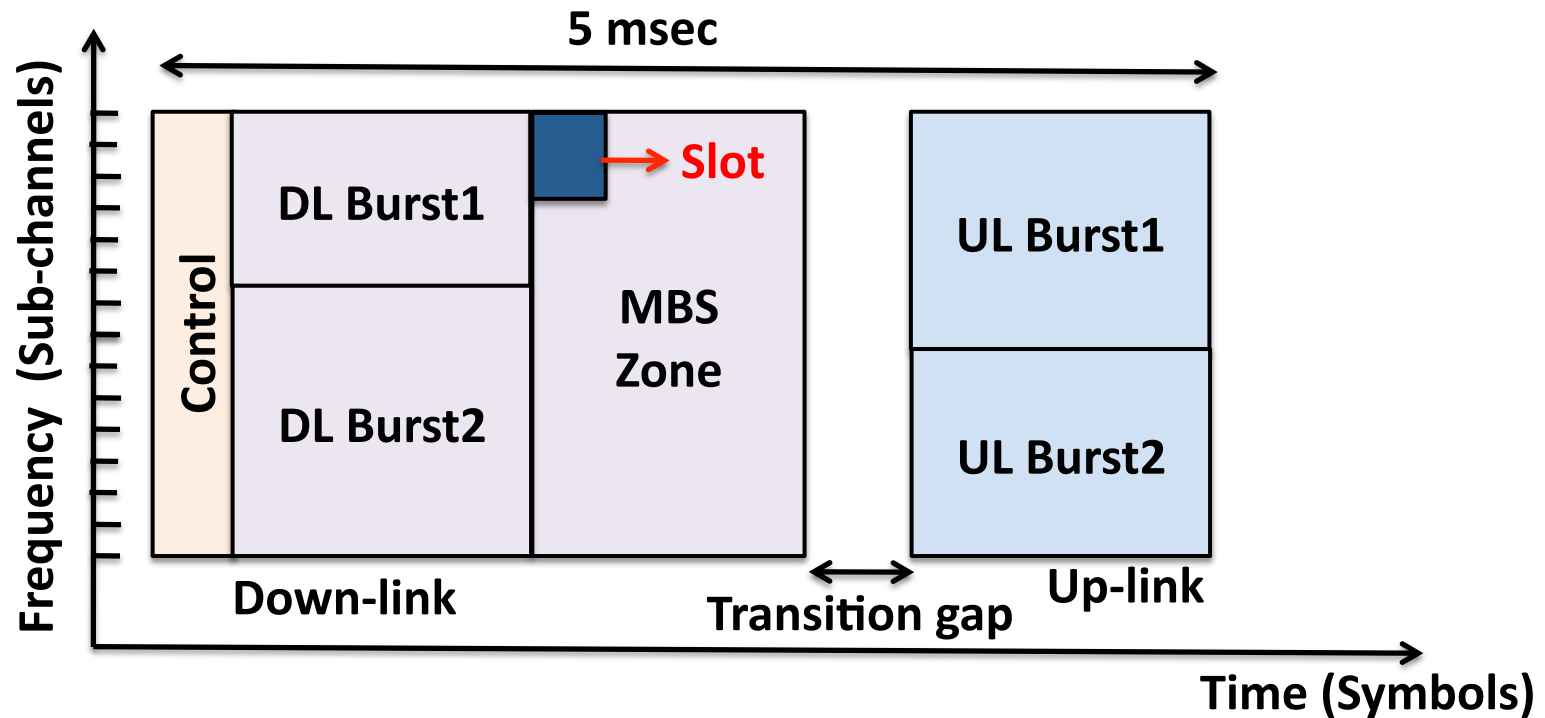 5 msec
Frequency (Sub-channels)
Control
DL Burst1
DL Burst2
Slot
MBS
Zone
UL Burst1
UL Burst2
Down-link
Transition gap
Up-link
Time (Symbols)